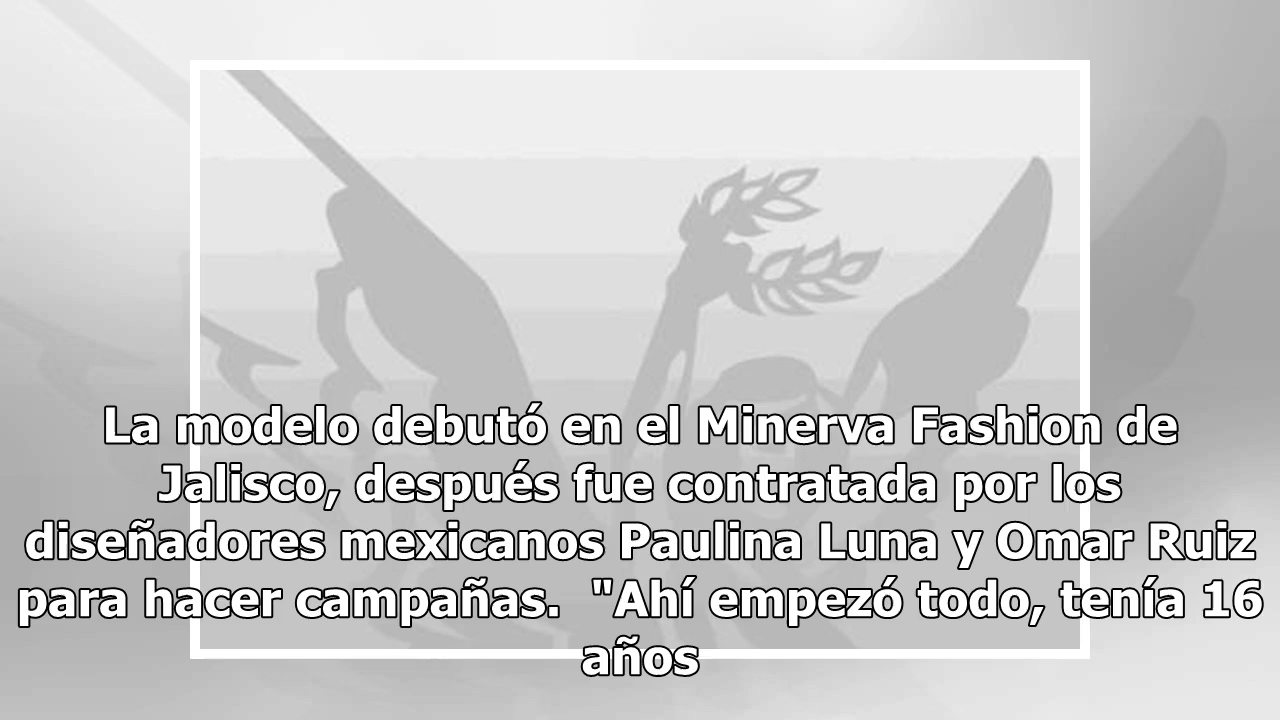 La modelo debutó en el Minerva Fashion de
Jalisco, después fue contratada por los
diseñadores mexicanos Paulina Luna y Omar Ruiz
para hacer campañas.  "Ahí empezó todo, tenía 16
años